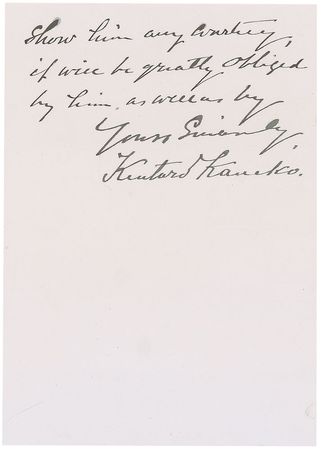 show him any courtesy,
it will be greatly obliged
by him, as well as by
Yours Sincerely,
Kentaro Kaneko.